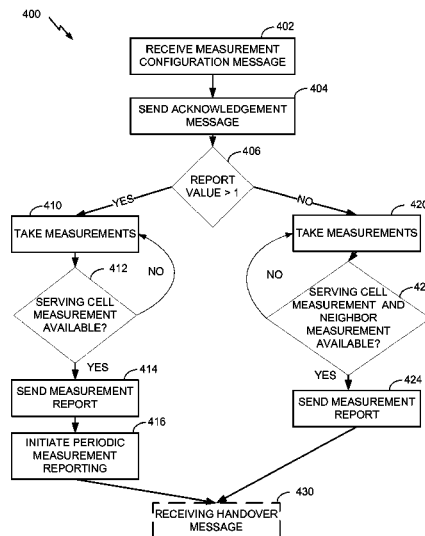 400
402
RECEIVE MEASUREMENT
CONFIGURATION MESSAGE
404
SEND ACKNOWLEDGEMENT
MESSAGE
406
REPORT
VALUE > 1
YES
NO
410
TAKE MEASUREMENTS
412
NO
SERVING CELL
MEASUREMENT
AVAILABLE?
YES
414
SEND MEASUREMENT
REPORT
416
INITIATE PERIODIC
MEASUREMENT
REPORTING
420
TAKE MEASUREMENTS
NO
SERVING CELL
MEASUREMENT AND
NEIGHBOR
MEASUREMENT
AVAILABLE?
YES
424
SEND MEASUREMENT
REPORT
430
RECEIVING HANDOVER
MESSAGE